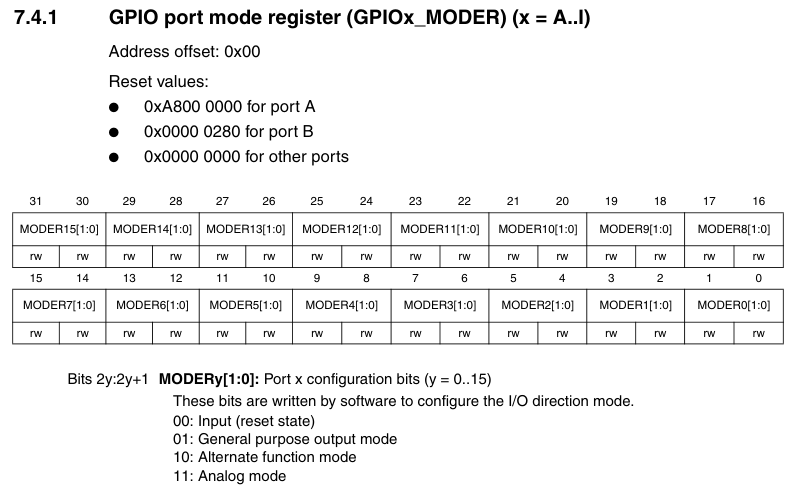 7.4.1 GPIO port mode register (GPIOx_MODER) (x = A..I)
Address offset: 0x00
Reset values:
● 0xA800 0000 for port A
● 0x0000 0280 for port B
● 0x0000 0000 for other ports
31 30 29 28 27 26 25 24 23 22 21 20 19 18 17 16
MODER15[1:0] MODER14[1:0] MODER13[1:0] MODER12[1:0] MODER11[1:0] MODER10[1:0] MODER9[1:0] MODER8[1:0]
rw rw rw rw rw rw rw rw rw rw rw rw rw rw rw rw
15 14 13 12 11 10 9 8 7 6 5 4 3 2 1 0
MODER7[1:0] MODER6[1:0] MODER5[1:0] MODER4[1:0] MODER3[1:0] MODER2[1:0] MODER1[1:0] MODER0[1:0]
rw rw rw rw rw rw rw rw rw rw rw rw rw rw rw rw
Bits 2y:2y+1 MODERy[1:0]: Port x configuration bits (y = 0..15)
These bits are written by software to configure the I/O direction mode.
00: Input (reset state)
01: General purpose output mode
10: Alternate function mode
11: Analog mode